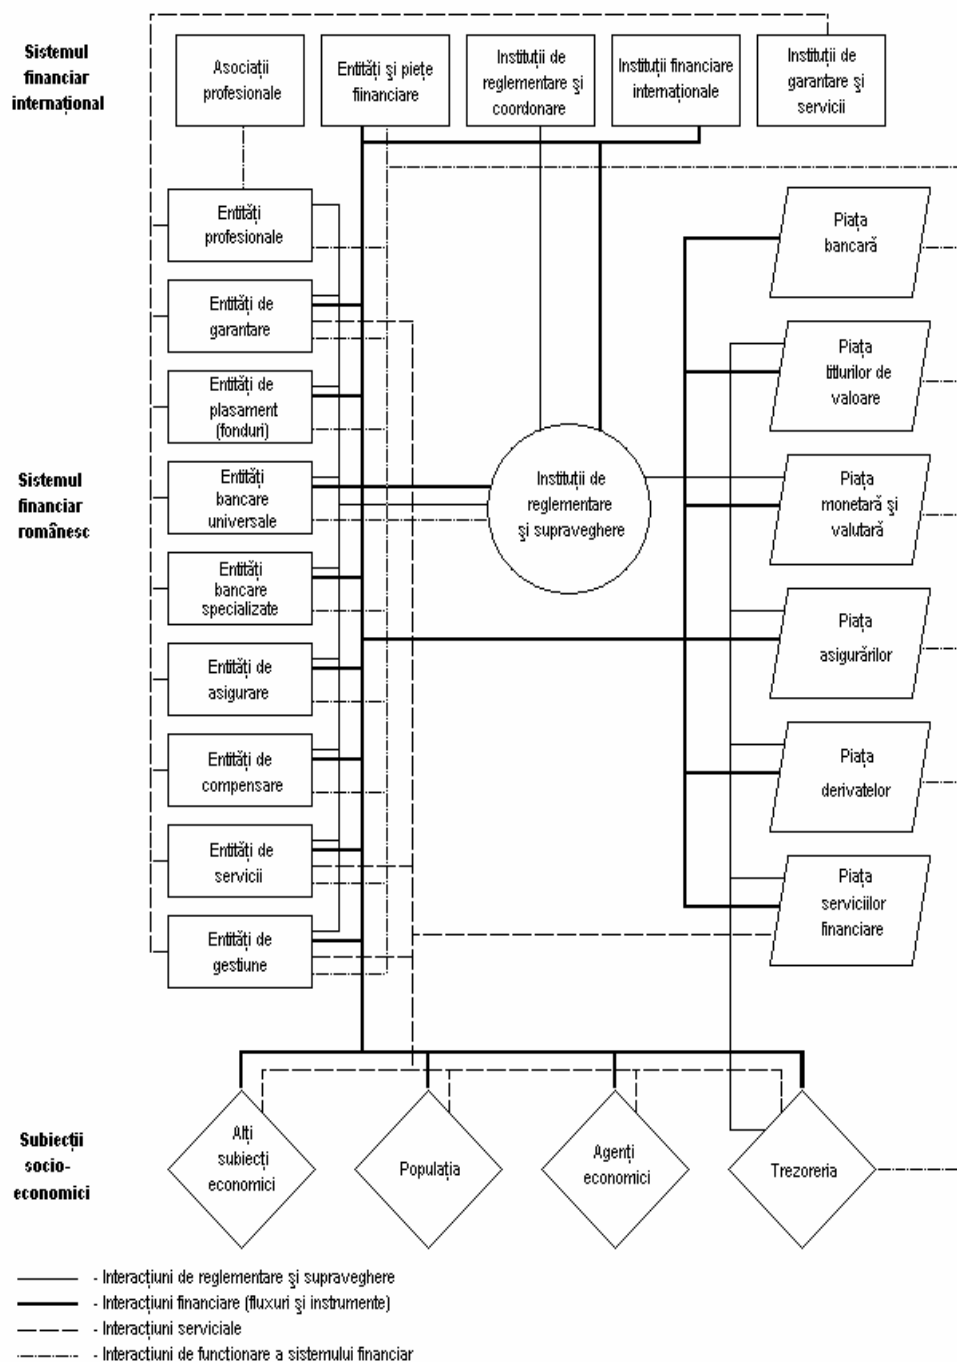 Sistemul
financiar
internațional
Asociații
profesionale
Entități și piețe
fiinanciare
Instituții de
reglementare și
coordonare
Instituții financiare
internaționale
Instituții de
garantare și
servicii
Sistemul
financiar
românesc
Entități
profesionale
Entități de
garantare
Entități de
plasament
(fonduri)
Entități
bancare
universale
Entități
bancare
specializate
Entități de
asigurare
Entități de
compensare
Entități de
servicii
Entități de
gestiune
Instituții de
reglementare
și supraveghere
Piața
bancară
Piața
titlurilor de
valoare
Piața
monetară și
valutară
Piața
asigurărilor
Piața
derivatelor
Piața
serviciilor
financiare
Subiecții
socio-
economici
Alți
subiecți
economici
Populația
Agenți
economici
Trezoreria
- Interacțiuni de reglementare și supraveghere
- Interacțiuni financiare (fluxuri și instrumente)
- Interacțiuni serviciale
- Interacțiuni de funcționare a sistemului financiar